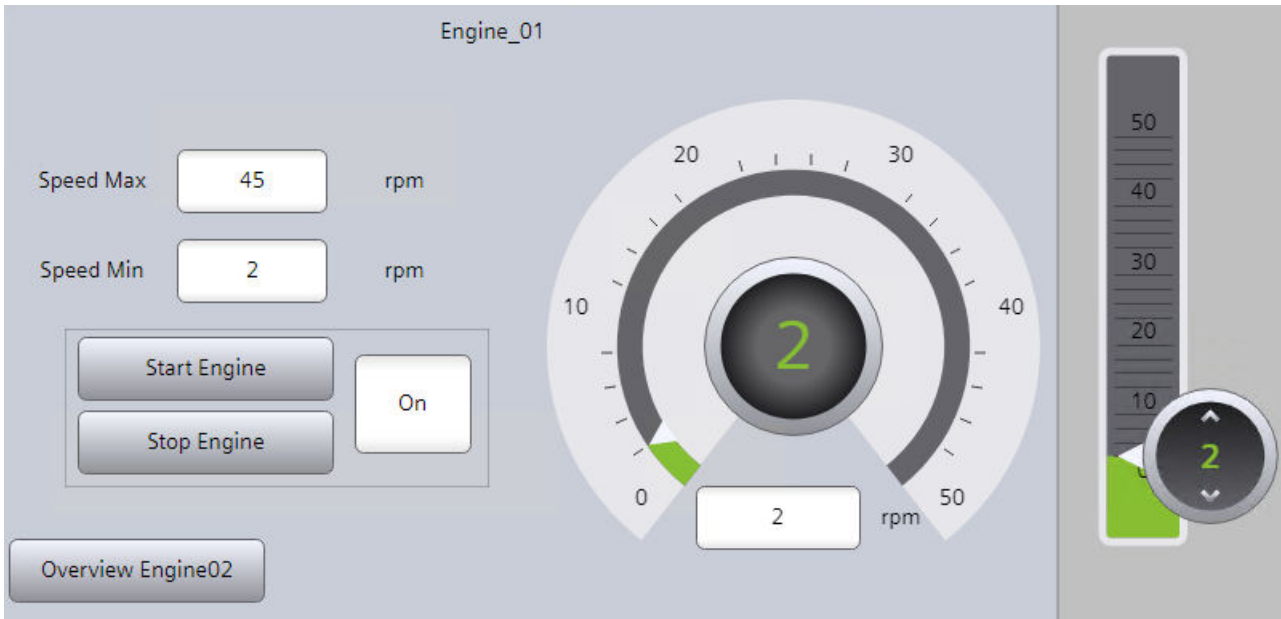 Engine_01
Speed Max 45 rpm
Speed Min 2 rpm
Start Engine
Stop Engine
On
Overview Engine02
0
10
20
30
40
50
2
2 rpm
50
40
30
20
10
0
2